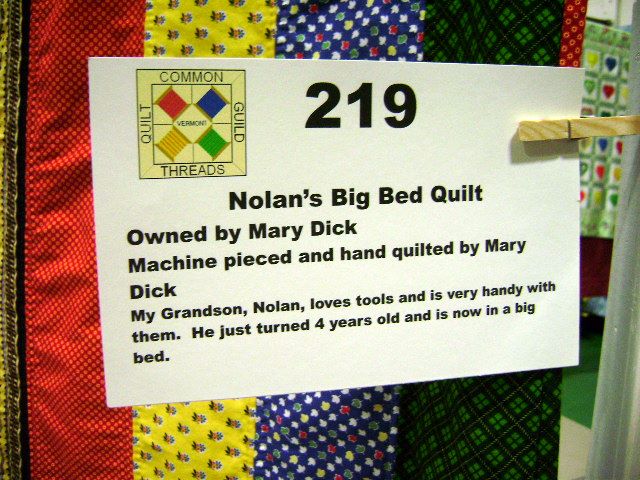 COMMON
QUILT
GUILD
VERMONT
THREADS
219
Nolan's Big Bed Quilt
Owned by Mary Dick
Machine pieced and hand quilted by Mary
Dick
My Grandson, Nolan, loves tools and is very handy with
them.  He just turned 4 years old and is now in a big
bed.